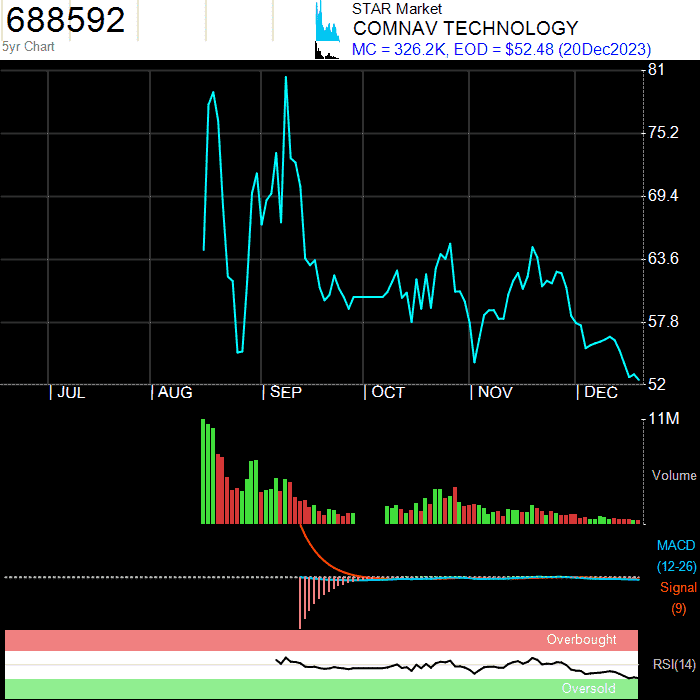 688592
5yr Chart
STAR Market
COMNAV TECHNOLOGY
MC = 326.2K, EOD = $52.48 (20Dec2023)
81
75.2
69.4
63.6
57.8
52
JUL
AUG
SEP
OCT
NOV
DEC
11M
Volume
MACD
(12-26)
Signal
(9)
Overbought
RSI(14)
Oversold